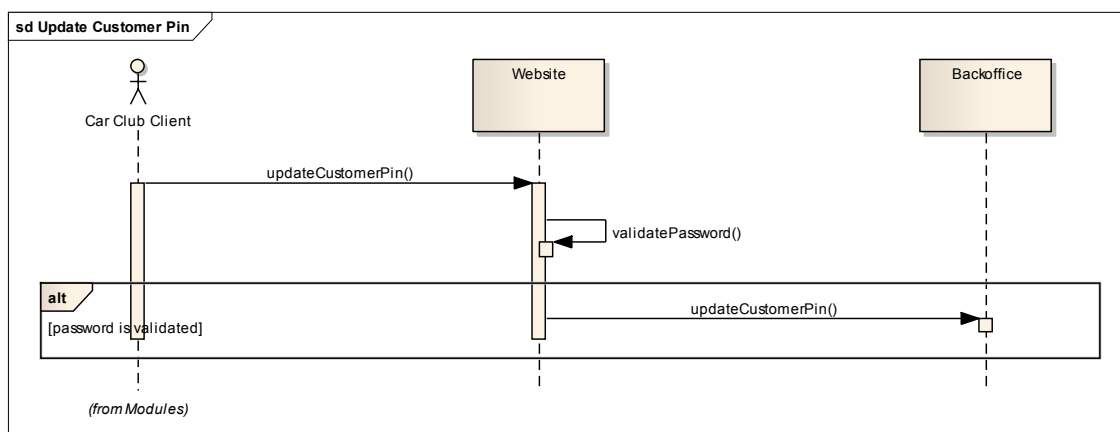 sd Update Customer Pin
Car Club Client
Website
Backoffice
updateCustomerPin()
validatePassword()
alt
updateCustomerPin()
[password is validated]
(from Modules)